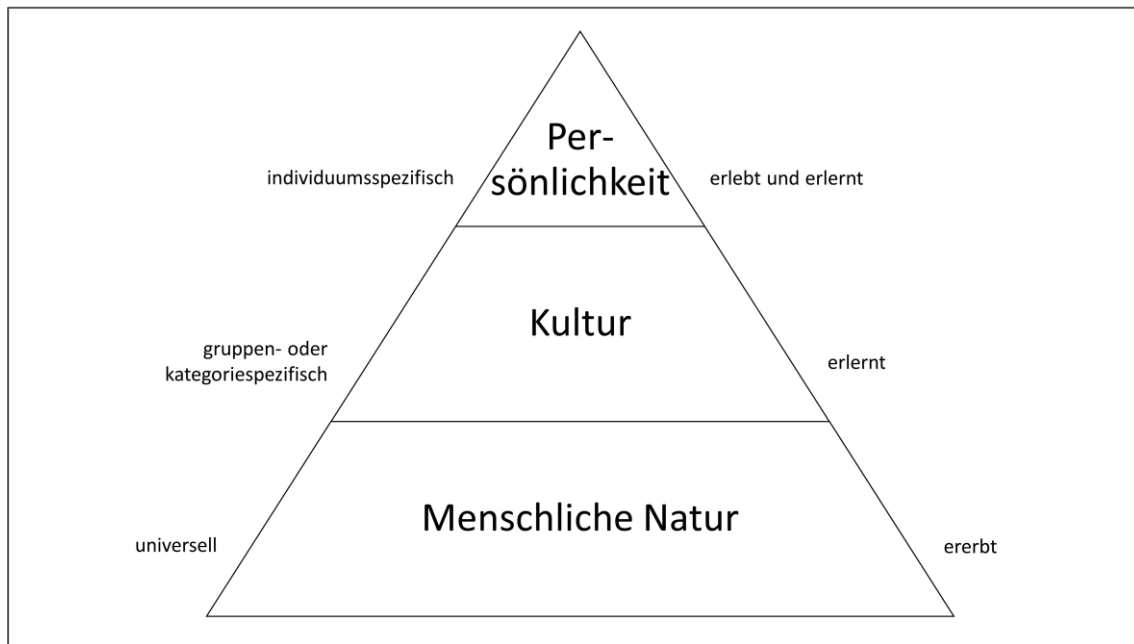 Per-
individuumsspezifisch sönlichkeit erlebt und erlernt
Kultur
gruppen- oder
kategoriespezifisch erlernt
Menschliche Natur
universell ererbt